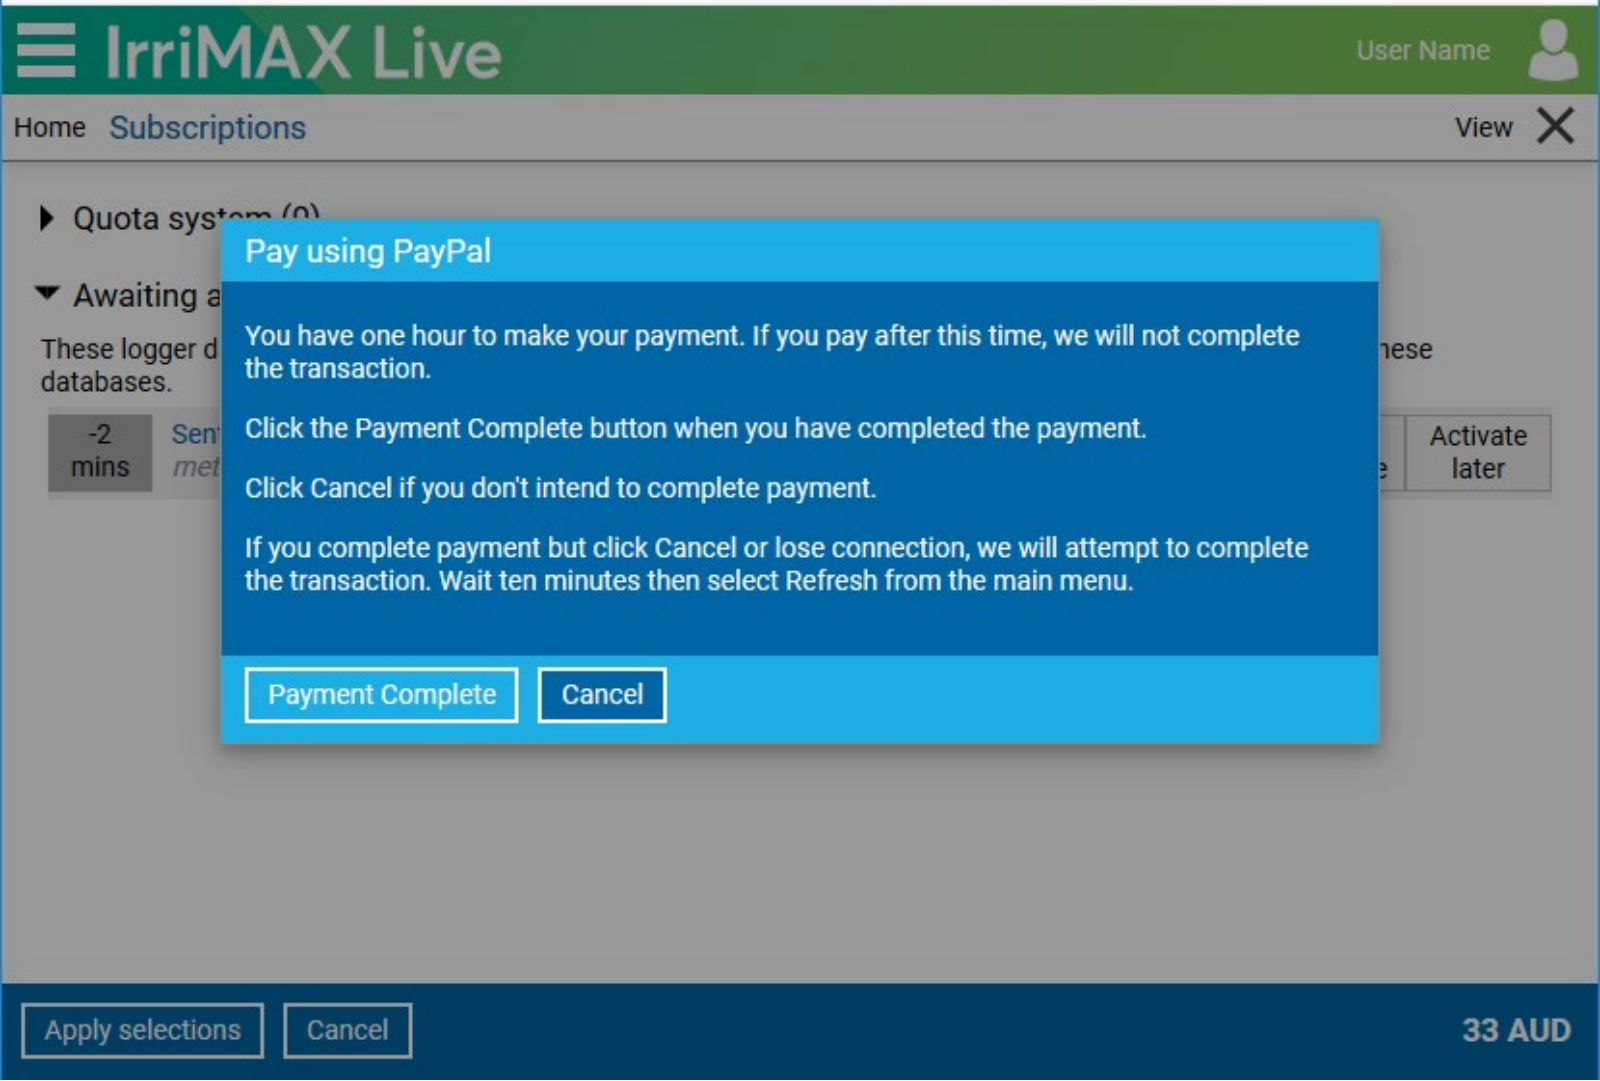 IrriMAX Live
User Name
Home Subscriptions
View
Quota system (0)
Awaiting
These logger
databases.
-2
mins
Activate
later
Pay using PayPal
You have one hour to make your payment. If you pay after this time, we will not complete
the transaction.
Click the Payment Complete button when you have completed the payment.
Click Cancel if you don't intend to complete payment.
If you complete payment but click Cancel or lose connection, we will attempt to complete
the transaction. Wait ten minutes then select Refresh from the main menu.
Payment Complete
Cancel
Apply selections
Cancel
33 AUD